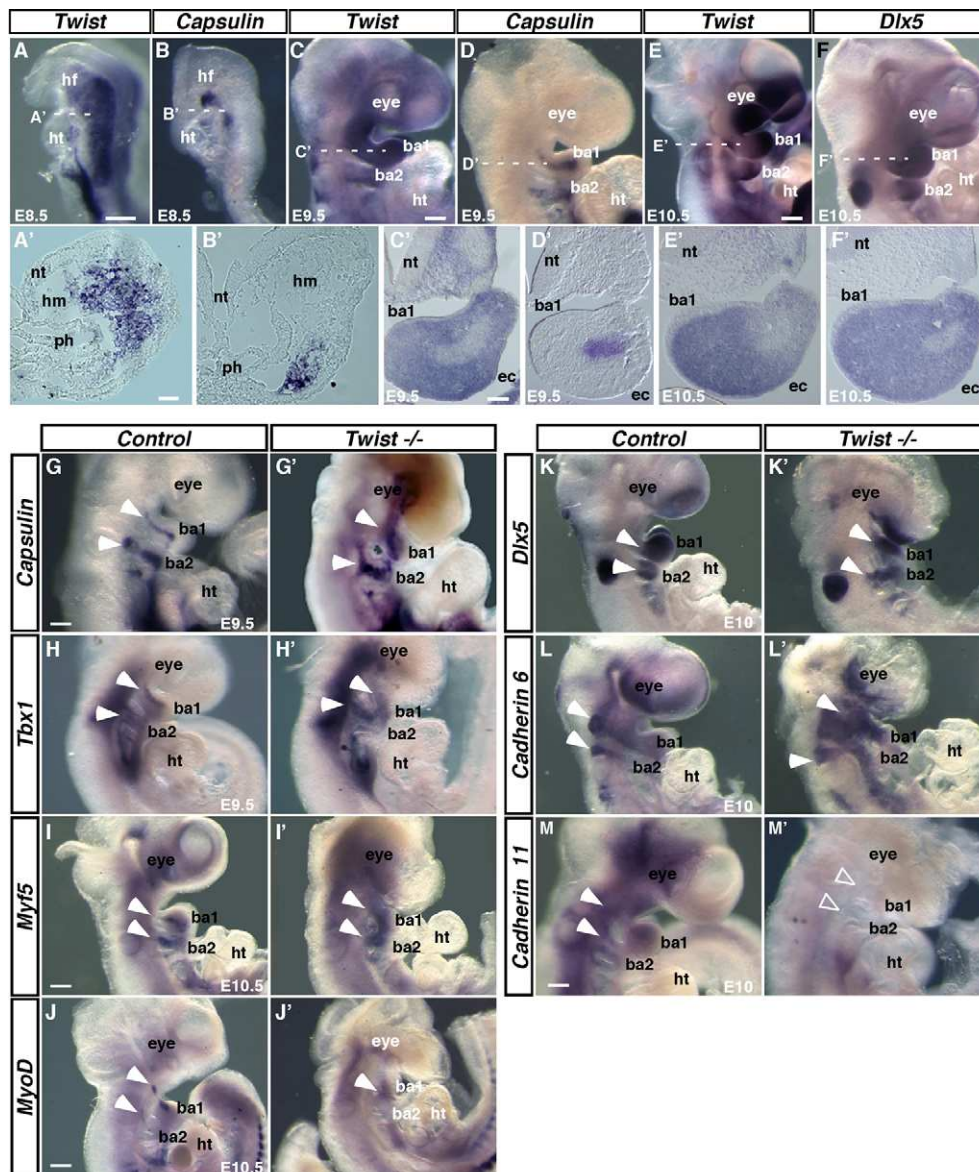 Twist Capsulin Twist Capsulin Twist Dlx5
A B C D E F
hf hf eye eye eye
A' B' C' D' E' F'
ht ht ba1 ba1 ba1 ba1
ba2 ba2 ba2
ht ht ht ht
E8.5 E8.5 E9.5 E9.5 E10.5 E10.5
A' B' C' D' E' F'
nt hm nt nt nt
hm nt ba1 ba1 ba1 ba1
ph ph ec ec ec ec
E9.5 E9.5 E10.5 E10.5
Control Twist -/- Control Twist -/-
Capsulin
G G'
eye eye
ba1 ba1
ba2 ba2
ht ht
E9.5
Dlx5
K K'
eye eye
ba1 ba1
ba2 ba2
ht
E10
Tbx1
H H'
eye eye
ba1 ba1
ba2 ba2
ht ht
E9.5
Cadherin 6
L L'
eye eye
ba1 ba1
ba2 ht ba2 ht
E10
Myf5
I I'
eye eye
ba1 ba1
ba2 ht ba2 ht
E10.5
Cadherin 11
M M'
eye eye
ba1 ba1
ba2 ba2
ht ht
E10
MyoD
J J'
eye eye
ba1 ba1
ba2 ht ba2 ht
E10.5